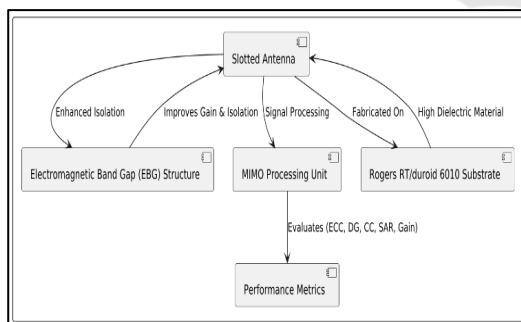 Slotted Antenna
Enhanced Isolation
Improves Gain & Isolation
Signal Processing
Fabricated On
High Dielectric Material
Electromagnetic Band Gap (EBG) Structure
MIMO Processing Unit
Rogers RT/duroid 6010 Substrate
Evaluates (ECC, DG, CC, SAR, Gain)
Performance Metrics